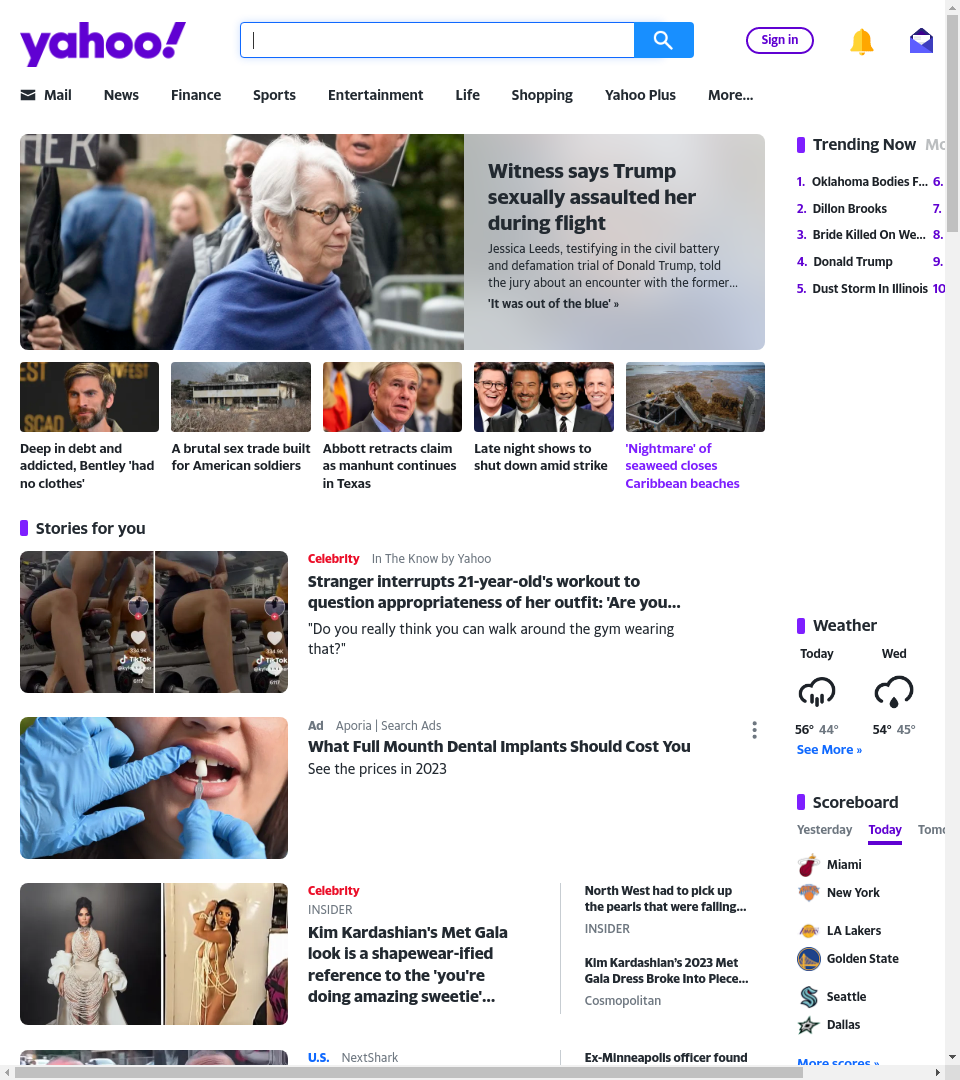 yahoo!
Sign in
Mail
News
Finance
Sports
Entertainment
Life
Shopping
Yahoo Plus
More...
HER
Witness says Trump
sexually assaulted her
during flight
Jessica Leeds, testifying in the civil battery
and defamation trial of Donald Trump, told
the jury about an encounter with the former...
'It was out of the blue' »
Trending Now
1. Oklahoma Bodies F...
6.
2. Dillon Brooks
7.
3. Bride Killed On We...
8.
4. Donald Trump
9.
5. Dust Storm In Illinois
10
Deep in debt and
addicted, Bentley 'had
no clothes'
A brutal sex trade built
for American soldiers
Abbott retracts claim
as manhunt continues
in Texas
Late night shows to
shut down amid strike
'Nightmare' of
seaweed closes
Caribbean beaches
Stories for you
TikTok
Celebrity
In The Know by Yahoo
Stranger interrupts 21-year-old's workout to
question appropriateness of her outfit: 'Are you...
"Do you really think you can walk around the gym wearing
that?"
Ad
Aporia | Search Ads
What Full Mouth Dental Implants Should Cost You
See the prices in 2023
Celebrity
INSIDER
Kim Kardashian's Met Gala
look is a shapewear-ified
reference to the 'you're
doing amazing sweetie'...
North West had to pick up
the pearls that were falling...
INSIDER
Kim Kardashian's 2023 Met
Gala Dress Broke Into Piece...
Cosmopolitan
U.S.
NextShark
Ex-Minneapolis officer found
Weather
Today
Wed
56° 44°
54° 45°
See More »
Scoreboard
Yesterday
Today
Tomo
Miami
New York
LA Lakers
Golden State
Seattle
Dallas
More scores »